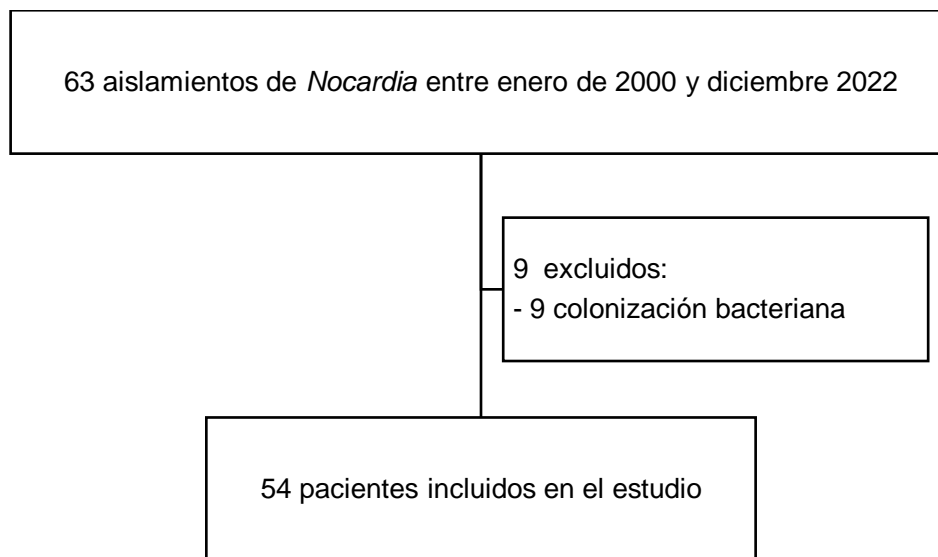 63 aislamientos de Nocardia entre enero de 2000 y diciembre 2022
9 excluidos:
- 9 colonización bacteriana
54 pacientes incluidos en el estudio